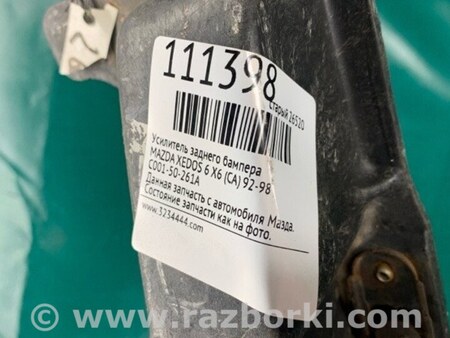 111398
старый 26520
Усилитель заднего бампера
MAZDA XEDOS 6 X6 (CA) 92-98
C001-50-261A
Данная запчасть с автомобиля Мазда.
Состояние запчасти как на фото.
www.3234444.com
© www.razborki.com